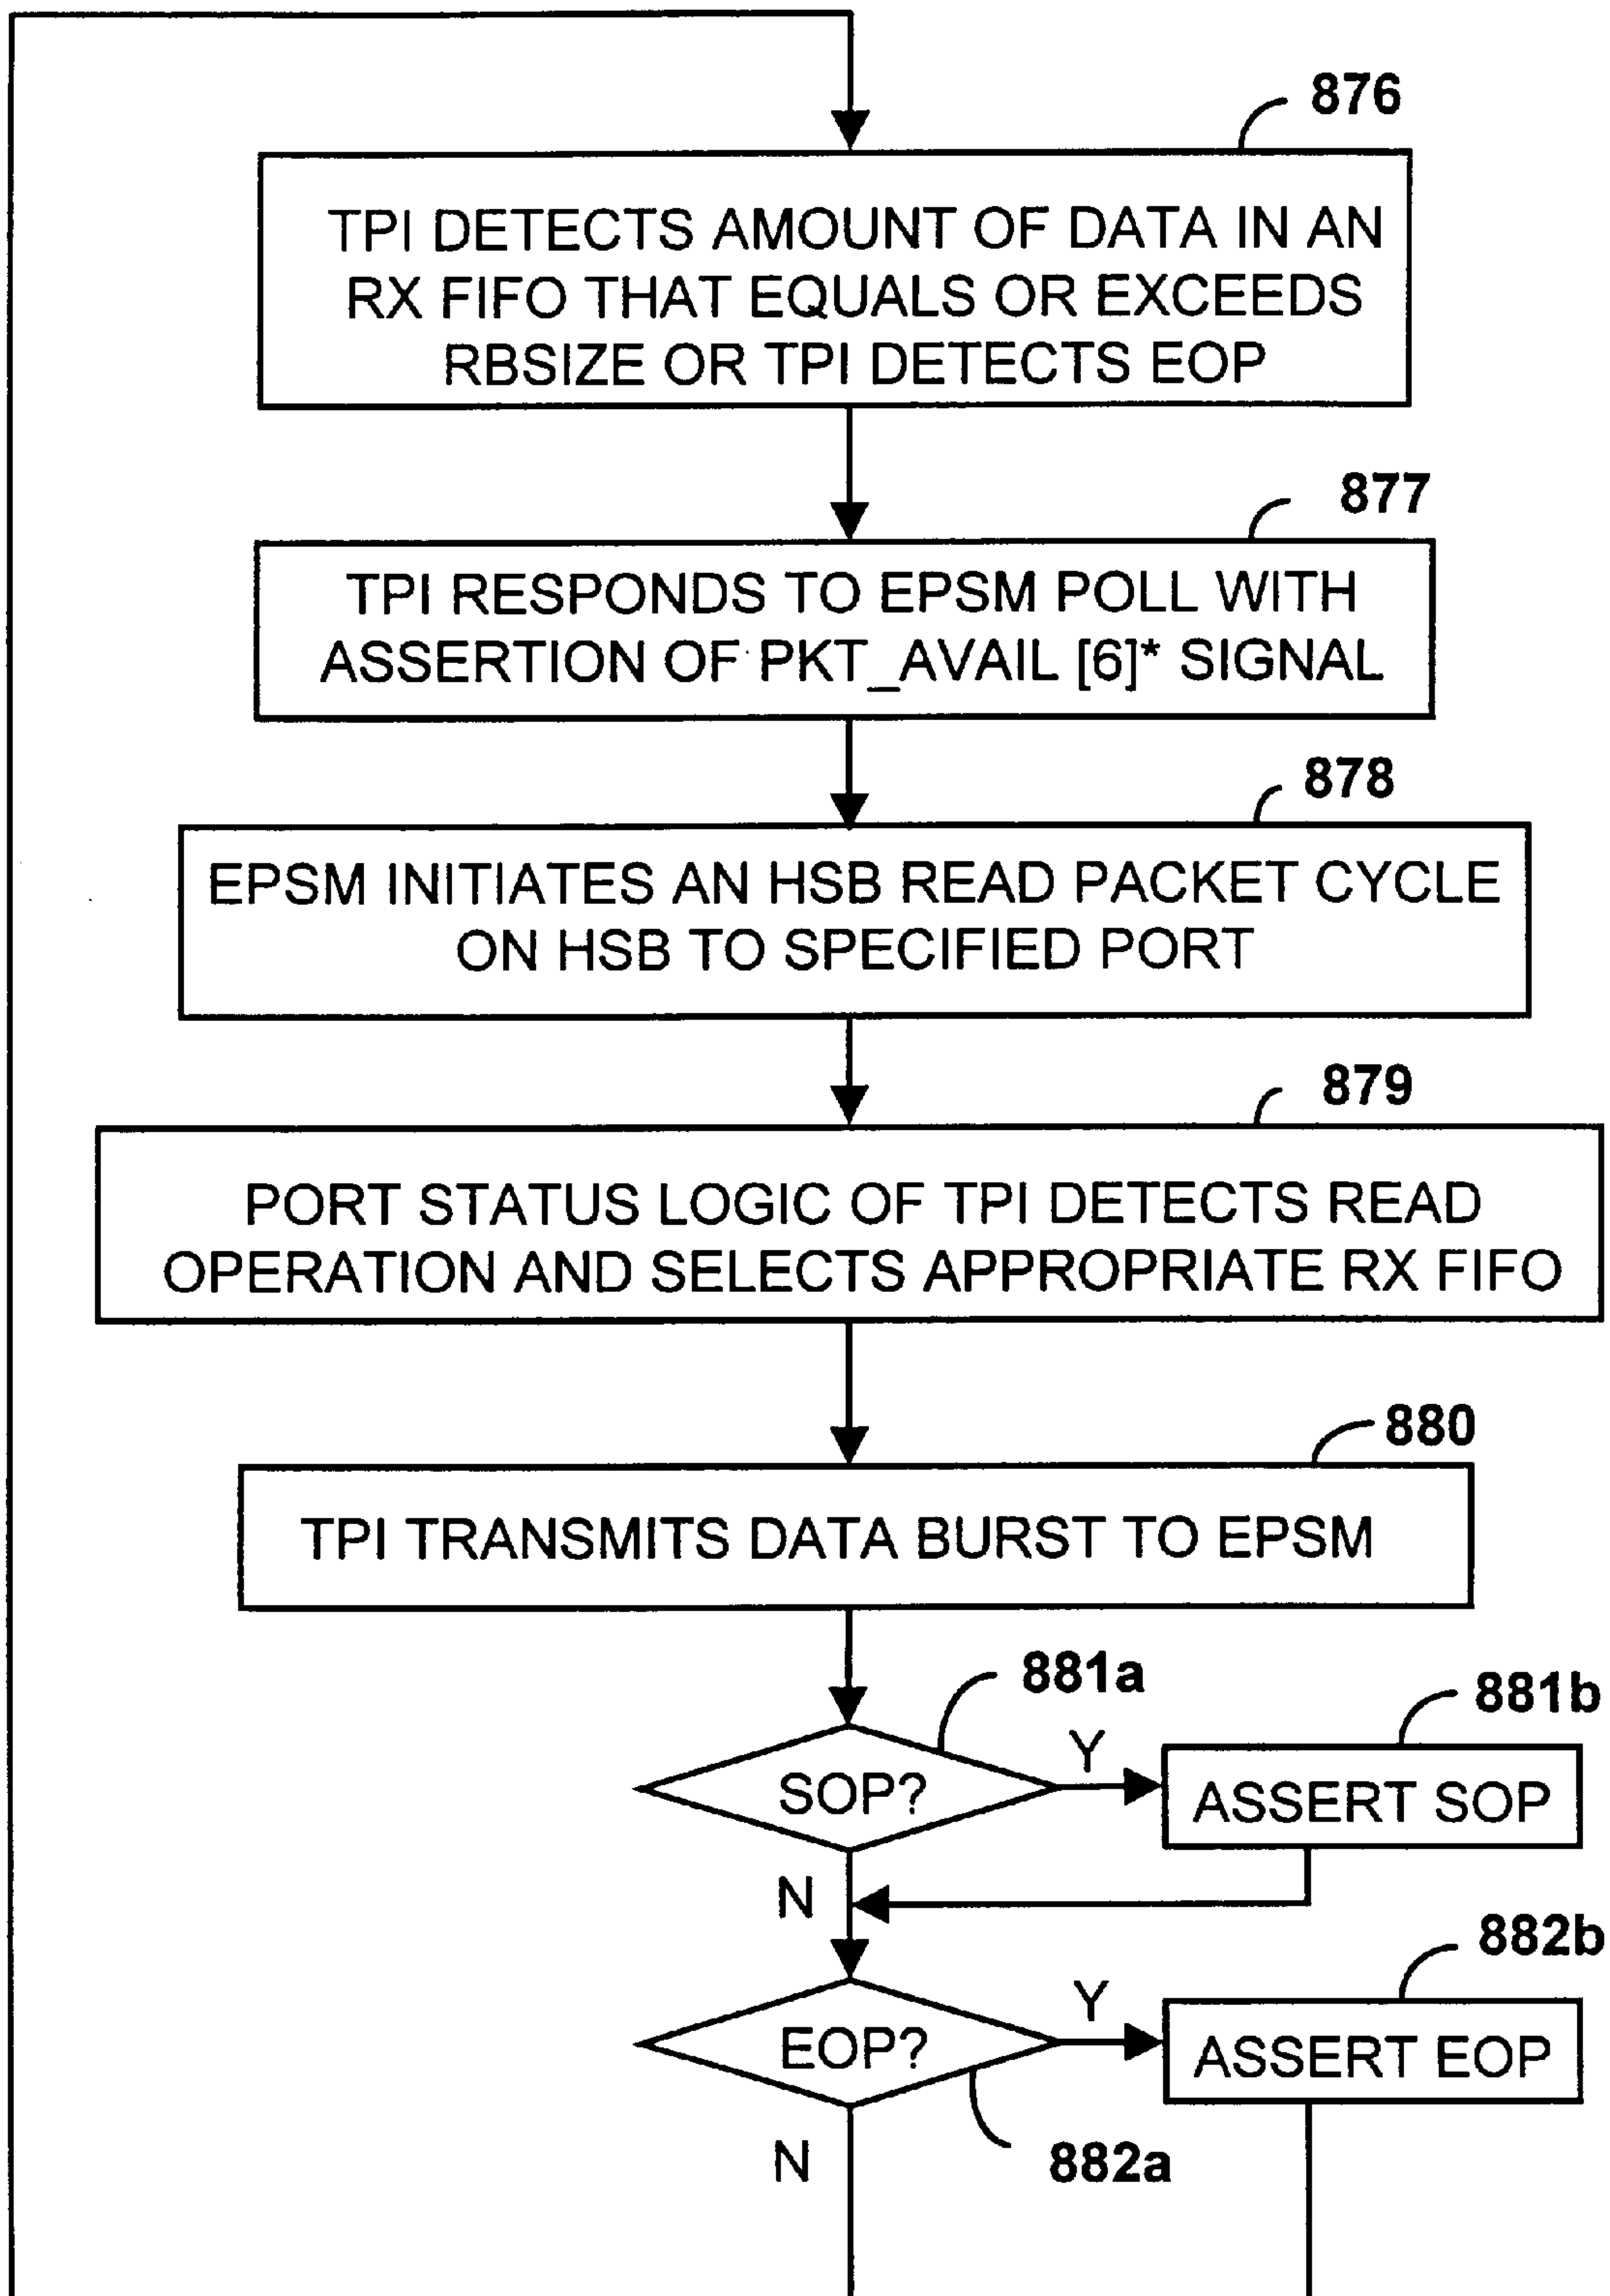 876
TPI DETECTS AMOUNT OF DATA IN AN
RX FIFO THAT EQUALS OR EXCEEDS
RBSIZE OR TPI DETECTS EOP
877
TPI RESPONDS TO EPSM POLL WITH
ASSERTION OF PKT_AVAIL [6]* SIGNAL
878
EPSM INITIATES AN HSB READ PACKET CYCLE
ON HSB TO SPECIFIED PORT
879
PORT STATUS LOGIC OF TPI DETECTS READ
OPERATION AND SELECTS APPROPRIATE RX FIFO
880
TPI TRANSMITS DATA BURST TO EPSM
881a
881b
SOP?
Y
ASSERT SOP
N
882b
EOP?
Y
ASSERT EOP
N
882a